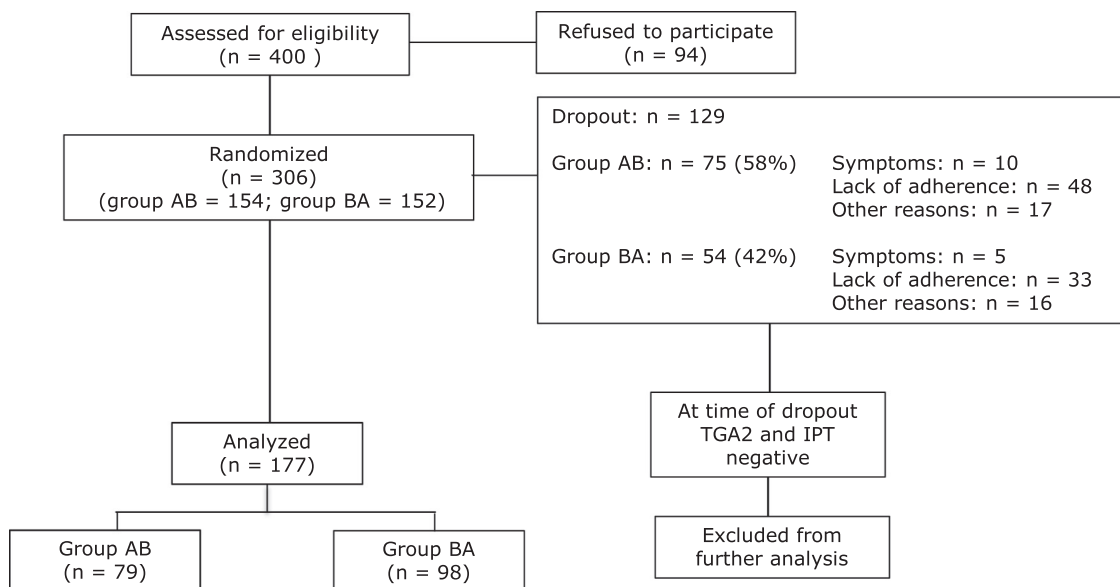 Assessed for eligibility
(n = 400 )
Refused to participate
(n = 94)
Randomized
(n = 306)
(group AB = 154; group BA = 152)
Dropout: n = 129
Group AB: n = 75 (58%) Symptoms: n = 10
Lack of adherence: n = 48
Other reasons: n = 17
Group BA: n = 54 (42%) Symptoms: n = 5
Lack of adherence: n = 33
Other reasons: n = 16
At time of dropout
TGA2 and IPT
negative
Excluded from
further analysis
Analyzed
(n = 177)
Group AB
(n = 79)
Group BA
(n = 98)